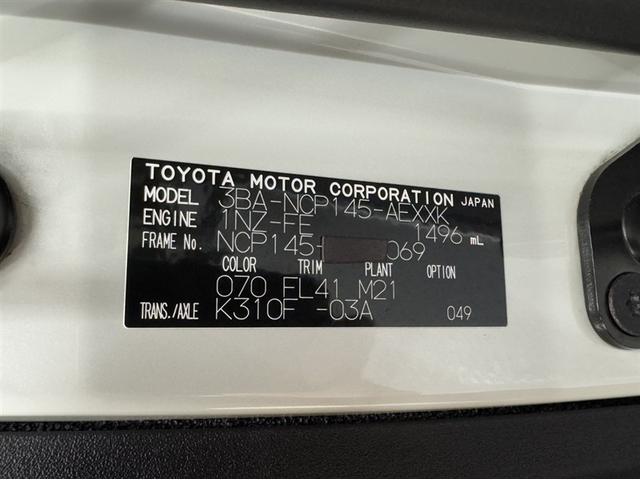 TOYOTA MOTOR CORPORATION JAPAN
MODEL 3BA-NCP145-AEXXK
ENGINE 1NZ-FE 1496 mL
FRAME No. NCP145- 069
COLOR TRIM PLANT OPTION
070 FL41 M21
TRANS./AXLE K310F -03A 049